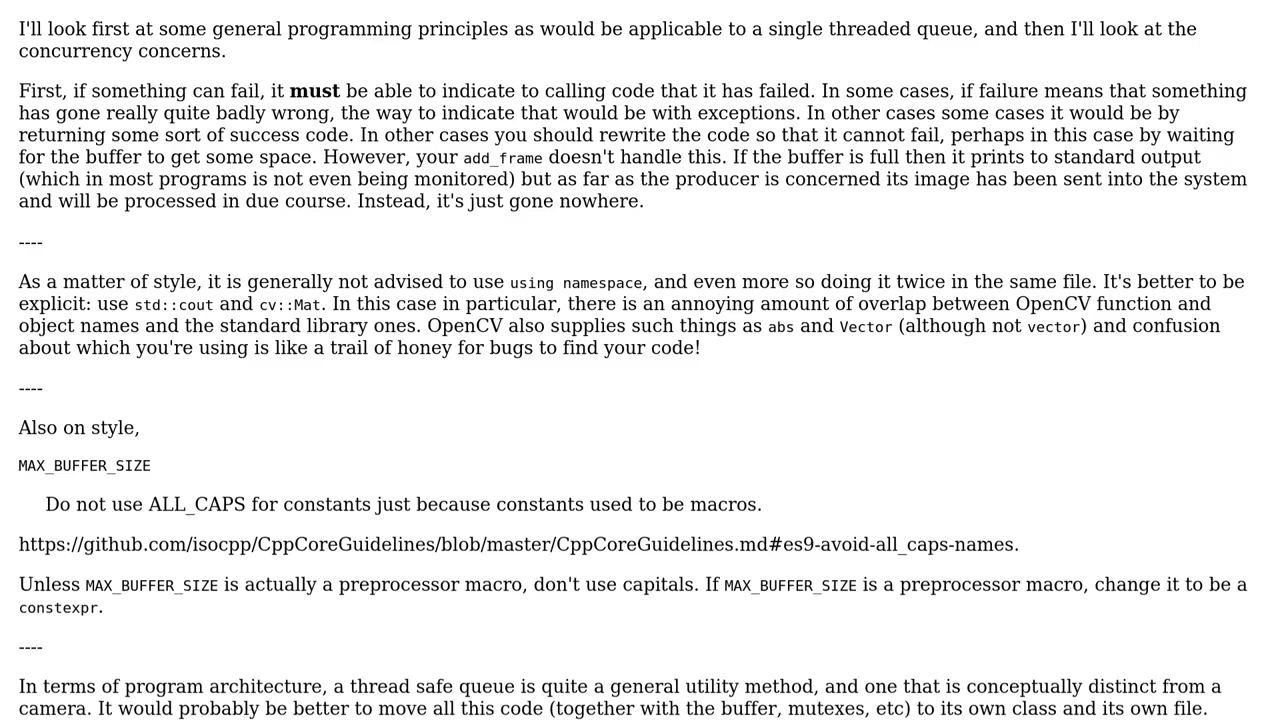 I'll look first at some general programming principles as would be applicable to a single threaded queue, and then I'll look at the
concurrency concerns.
First, if something can fail, it must be able to indicate to calling code that it has failed. In some cases, if failure means that something
has gone really quite badly wrong, the way to indicate that would be with exceptions. In other cases some cases it would be by
returning some sort of success code. In other cases you should rewrite the code so that it cannot fail, perhaps in this case by waiting
for the buffer to get some space. However, your add_frame doesn't handle this. If the buffer is full then it prints to standard output
(which in most programs is not even being monitored) but as far as the producer is concerned its image has been sent into the system
and will be processed in due course. Instead, it's just gone nowhere.
----
As a matter of style, it is generally not advised to use using namespace, and even more so doing it twice in the same file. It's better to be
explicit: use std::cout and cv::Mat. In this case in particular, there is an annoying amount of overlap between OpenCV function and
object names and the standard library ones. OpenCV also supplies such things as abs and Vector (although not vector) and confusion
about which you're using is like a trail of honey for bugs to find your code!
----
Also on style,
MAX_BUFFER_SIZE
Do not use ALL_CAPS for constants just because constants used to be macros.
https://github.com/isocpp/CppCoreGuidelines/blob/master/CppCoreGuidelines.md#es9-avoid-all_caps-names.
Unless MAX_BUFFER_SIZE is actually a preprocessor macro, don't use capitals. If MAX_BUFFER_SIZE is a preprocessor macro, change it to be a
constexpr.
----
In terms of program architecture, a thread safe queue is quite a general utility method, and one that is conceptually distinct from a
camera. It would probably be better to move all this code (together with the buffer, mutexes, etc) to its own class and its own file.